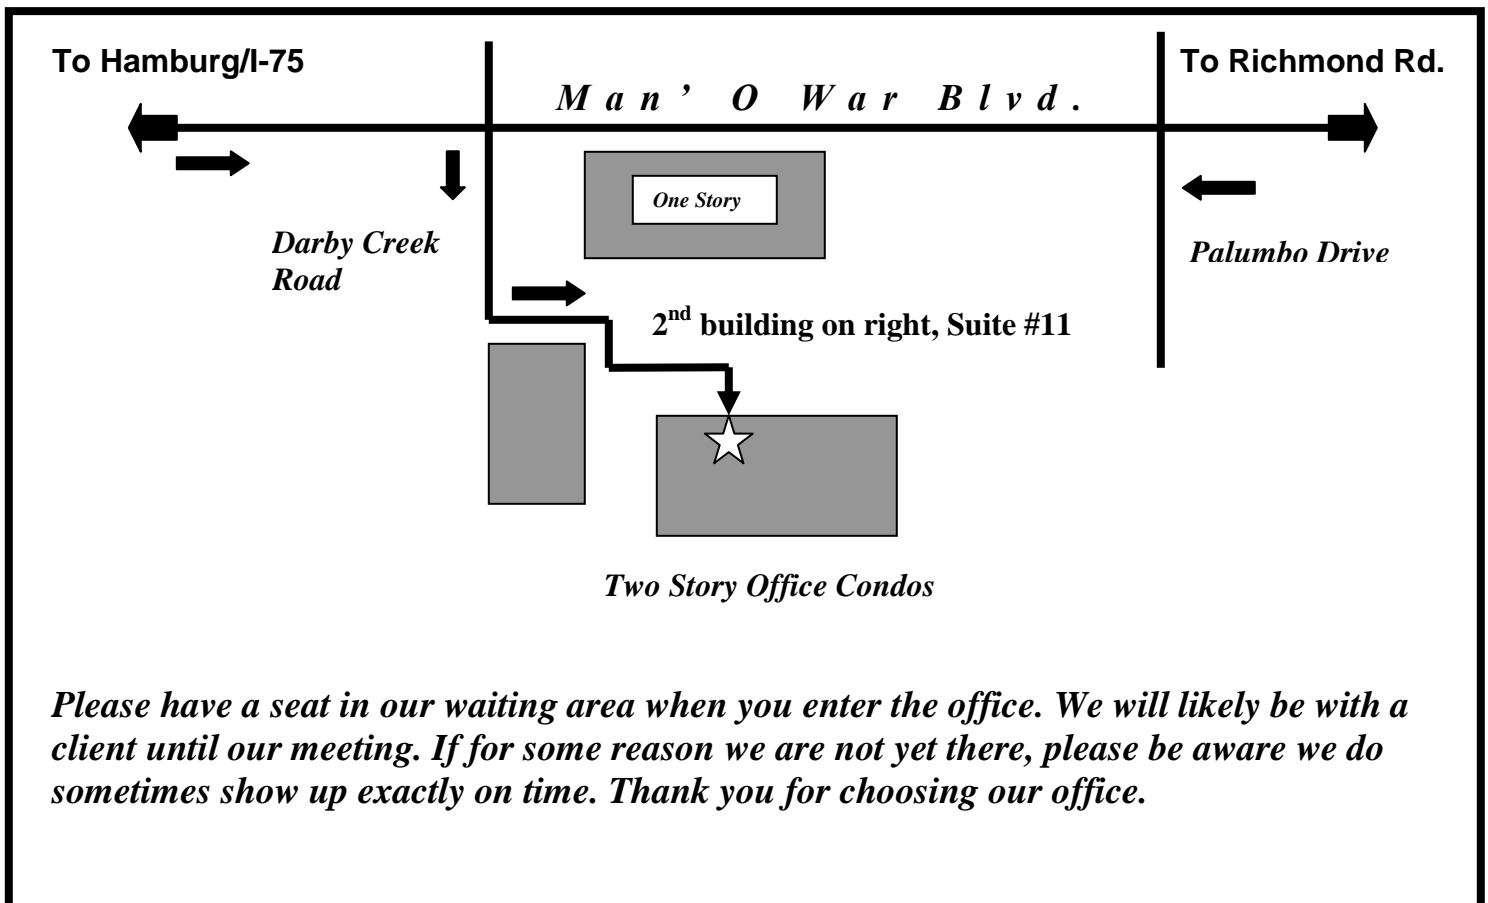 To Hamburg/I-75
To Richmond Rd.
Man' O War Blvd.
One Story
Darby Creek
Road
Palumbo Drive
2nd building on right, Suite #11
Two Story Office Condos
Please have a seat in our waiting area when you enter the office. We will likely be with a
client until our meeting. If for some reason we are not yet there, please be aware we do
sometimes show up exactly on time. Thank you for choosing our office.